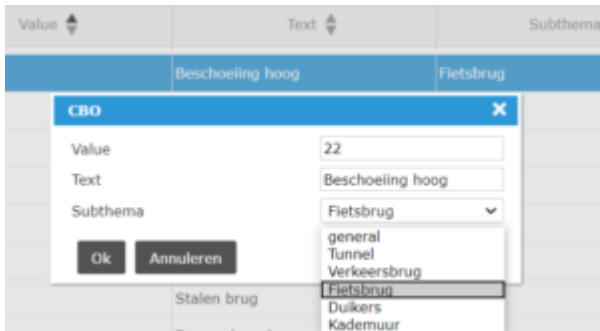 Value Text Subthema
Beschoeiing hoog Fietsbrug
CBO
Value 22
Text Beschoeiing hoog
Subthema Fietsbrug
general
Tunnel
Ok Annuleren Verkeersbrug
Fietsbrug
Stalen brug Duikers
Kademuur